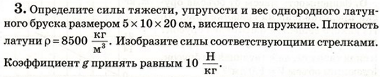 3. Определите силы тяжести, упругости и вес однородного латун-
ного бруска размером 5 × 10 × 20 см, висящего на пружине. Плотность
латуни ρ = 8500 кг/м³. Изобразите силы соответствующими стрелками.
Коэффициент g принять равным 10 Н/кг.